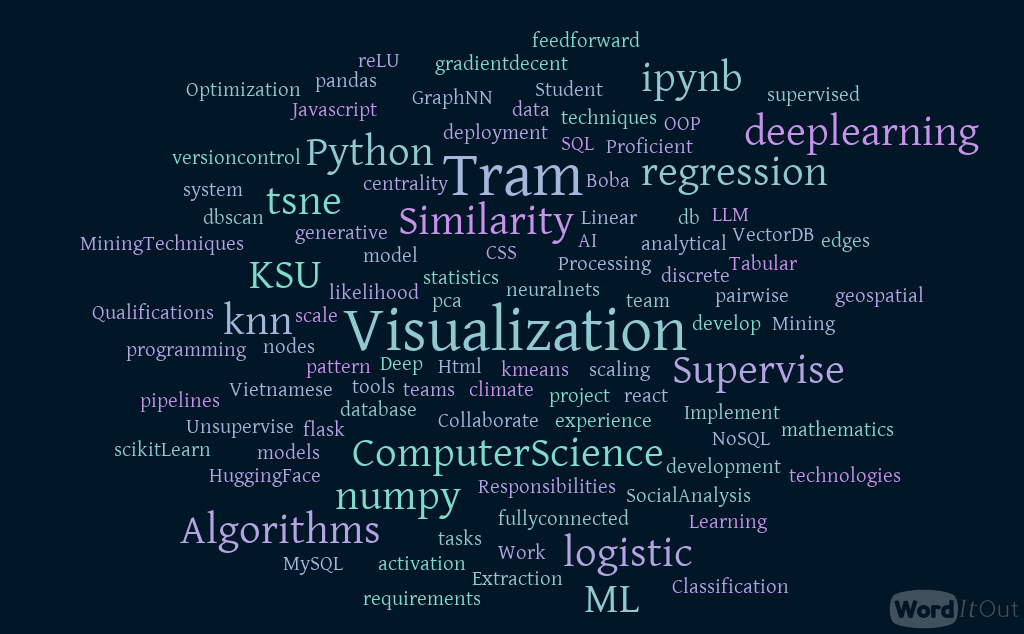 feedforward
reLU gradientdecent
Optimization pandas GraphNN Student ipynb supervised
Javascript data techniques OOP deeplearning
deployment SQL Proficient
versioncontrol Python Tram regression
system centrality Boba
tsne dbscan Similarity Linear db LLM
MiningTechniques generative AI analytical VectorDB edges
model CSS Processing discrete Tabular
KSU statistics
likelihood pca neuralnets team pairwise geospatial
Qualifications knn scale Visualization develop Mining
programming nodes
pattern Deep Html kmeans scaling Supervise
pipelines Vietnamese tools teams climate project react
database Collaborate experience Implement
Unsupervise flask NoSQL mathematics
scikitLearn models ComputerScience development
HuggingFace technologies
numpy Responsibilities SocialAnalysis
Algorithms fullyconnected Learning
tasks Work logistic
MySQL activation Extraction Classification
requirements ML
WordItOut